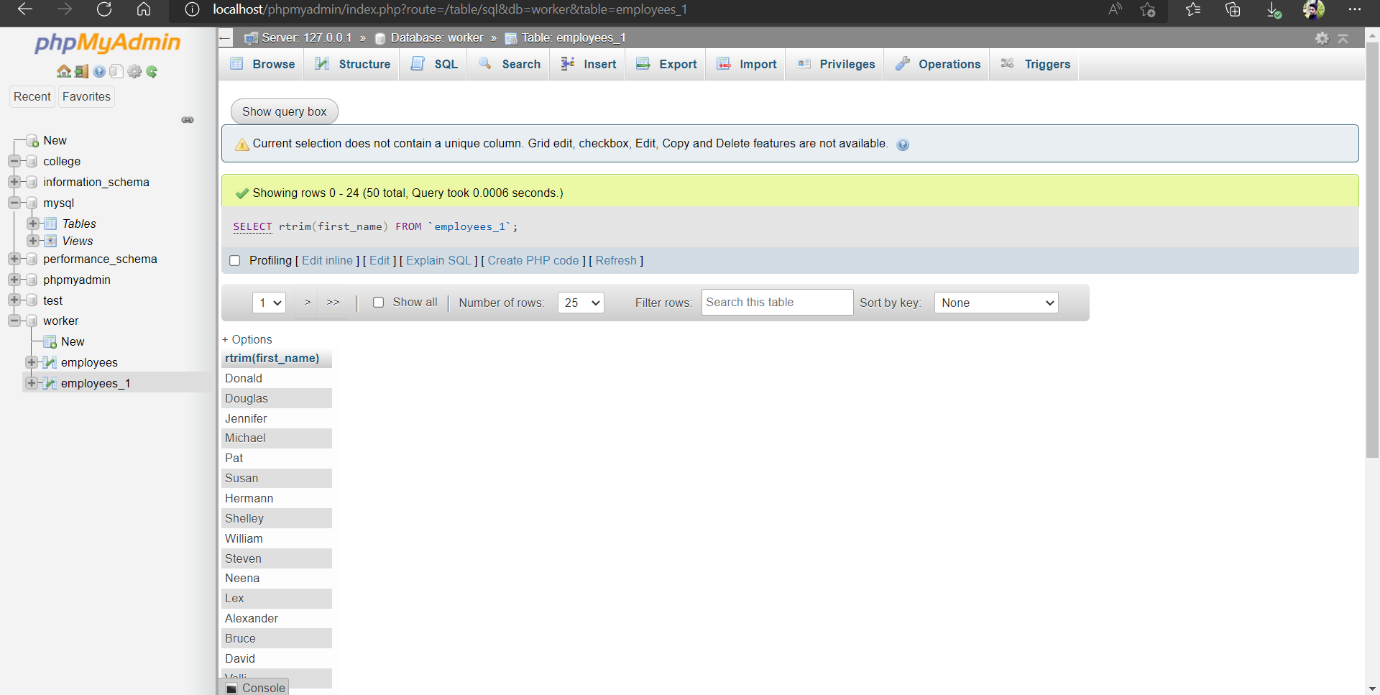 localhost/phpmyadmin/index.php?route=/table/sql&db=worker&table=employees_1
phpMyAdmin
Recent Favorites
New
college
information_schema
mysql
Tables
Views
performance_schema
phpmyadmin
test
worker
New
employees
employees_1
Server: 127.0.0.1 » Database: worker » Table: employees_1
Browse Structure SQL Search Insert Export Import Privileges Operations Triggers
Show query box
Current selection does not contain a unique column. Grid edit, checkbox, Edit, Copy and Delete features are not available.
Showing rows 0 - 24 (50 total, Query took 0.0006 seconds.)
SELECT rtrim(first_name) FROM `employees_1`;
Profiling [ Edit inline ] [ Edit ] [ Explain SQL ] [ Create PHP code ] [ Refresh ]
1 > >> | Show all | Number of rows: 25 Filter rows: Search this table Sort by key: None
+ Options
rtrim(first_name)
Donald
Douglas
Jennifer
Michael
Pat
Susan
Hermann
Shelley
William
Steven
Neena
Lex
Alexander
Bruce
David
Console